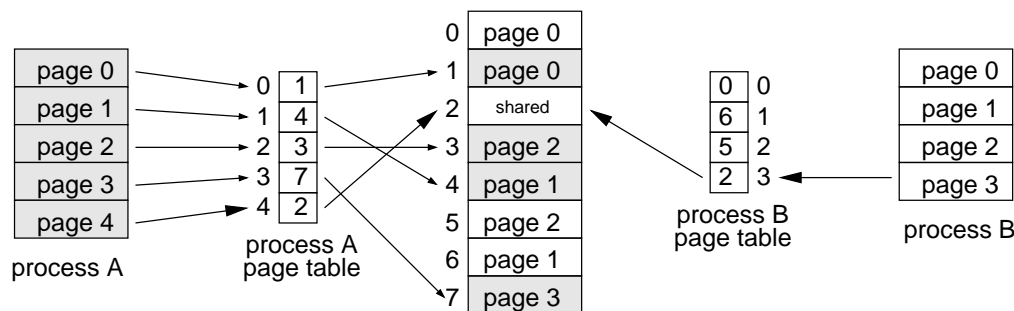 page 0
page 1
page 2
page 3
page 4
process A
0 1
1 4
2 3
3 7
4 2
process A
page table
0 page 0
1 page 0
2 shared
3 page 2
4 page 1
5 page 2
6 page 1
7 page 3
0 0
6 1
5 2
2 3
process B
page table
page 0
page 1
page 2
page 3
process B